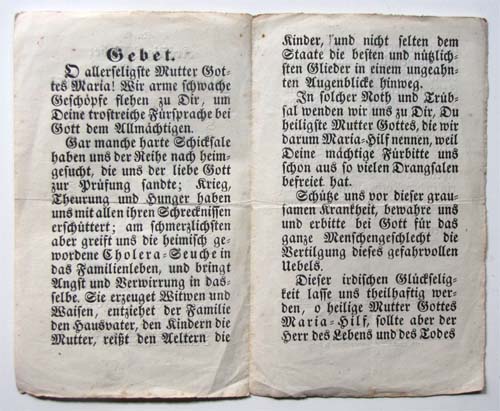 Gebet.
O allerseligste Mutter Got-
tes Maria! Wir arme schwache
Geschöpfe flehen zu Dir, um
Deine trostreiche Fürsprache bei
Gott dem Allmächtigen.
Gar manche harte Schicksale
haben uns der Reihe nach heim-
gesucht, die uns der liebe Gott
zur Prüfung sandte; Krieg,
Theurung und Hunger haben
uns mit allen ihren Schrecknissen
erschüttert; am schmerzlichsten
aber greift uns die heimisch ge-
wordene Cholera-Seuche in
das Familienleben, und bringt
Angst und Verwirrung in das-
selbe. Sie erzeuget Witwen und
Waisen, entziehet der Familie
den Hausvater, den Kindern die
Mutter, reißt den Aeltern die
Kinder, und nicht selten dem
Staate die besten und nützlich-
sten Glieder in einem ungeahn-
ten Augenblicke hinweg.
In solcher Noth und Trüb-
sal wenden wir uns zu Dir, Du
heiligste Mutter Gottes, die wir
darum Maria-Hilf nennen, weil
Deine mächtige Fürbitte uns
schon aus so vielen Drangsalen
befreiet hat.
Schütze uns vor dieser grau-
samen Krankheit, bewahre uns
und erbitte bei Gott für das
ganze Menschengeschlecht die
Vertilgung dieses gefahrvollen
Uebels.
Dieser irdischen Glückselig-
keit lasse uns theilhaftig wer-
den, o heilige Mutter Gottes
Maria-Hilf, sollte aber der
Herr des Lebens und des Todes